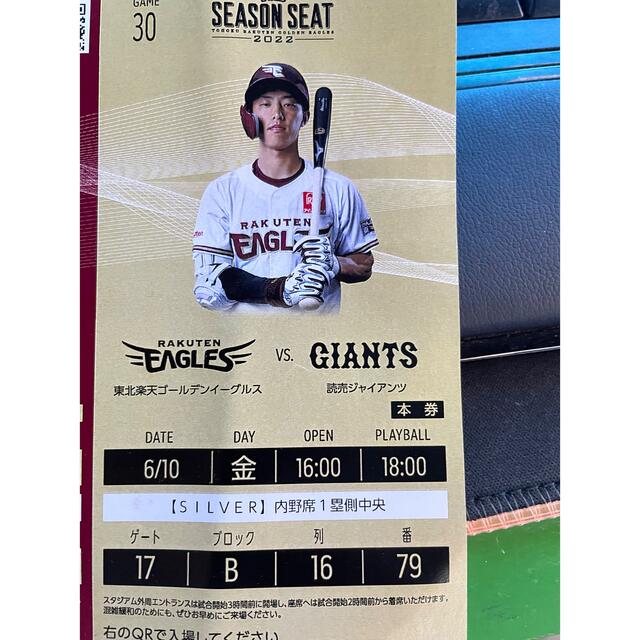 GAME
30
SEASON SEAT
TOHOKU RAKUTEN GOLDEN EAGLES
2022
RAKUTEN
EAGLES
RAKUTEN
EAGLES
VS.
GIANTS
東北楽天ゴールデンイーグルス
読売ジャイアンツ
本券
DATE DAY OPEN PLAYBALL
6/10 金 16:00 18:00
【SILVER】内野席1塁側中央
ゲート ブロック 列 番
17 B 16 79
スタジアム外周エントランスは試合開始3時間前に開場し、座席へは試合開始2時間前から着席いただけます。
混雑緩和のためにも、ぜひお早めにご来場ください。
右のQRで入場してください